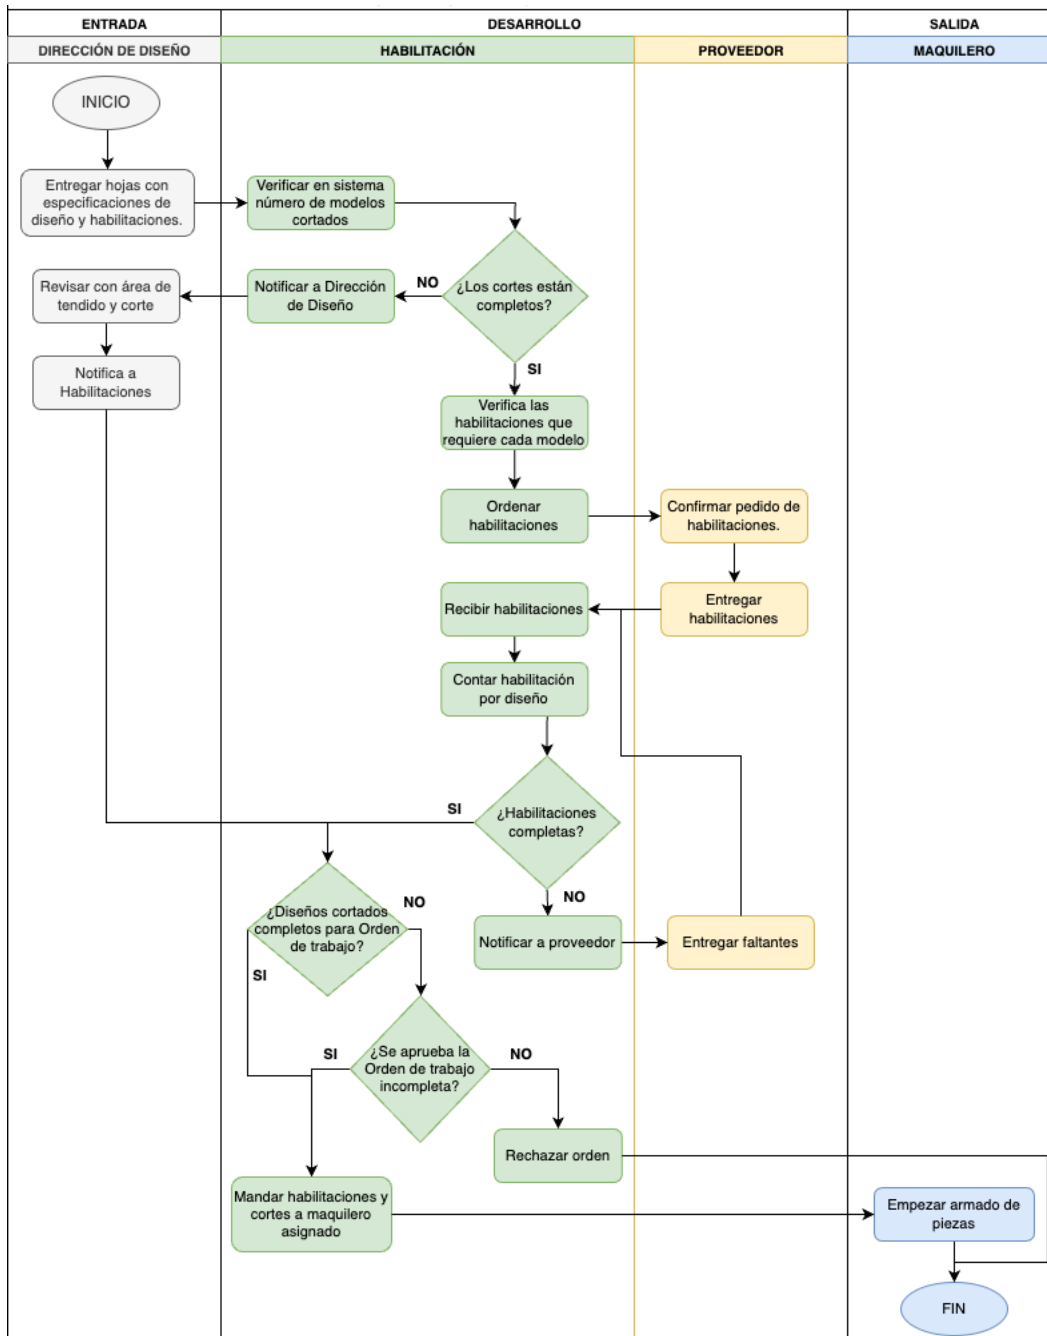 ENTRADA
DESARROLLO
SALIDA
DIRECCIÓN DE DISEÑO
HABILITACIÓN
PROVEEDOR
MAQUILERO
INICIO
Entregar hojas con
especificaciones de
diseño y habilitaciones.
Verificar en sistema
número de modelos
cortados
¿Los cortes están
completos?
NO
Notificar a Dirección
de Diseño
Revisar con área de
tendido y corte
Notifica a
Habilitaciones
SI
Verifica las
habilitaciones que
requiere cada modelo
Ordenar
habilitaciones
Confirmar pedido de
habilitaciones.
Entregar
habilitaciones
Recibir habilitaciones
Contar habilitación
por diseño
¿Habilitaciones
completas?
SI
NO
Notificar a proveedor
Entregar faltantes
¿Diseños cortados
completos para Orden
de trabajo?
NO
SI
¿Se aprueba la
Orden de trabajo
incompleta?
SI
NO
Rechazar orden
Mandar habilitaciones y
cortes a maquilero
asignado
Empezar armado de
piezas
FIN